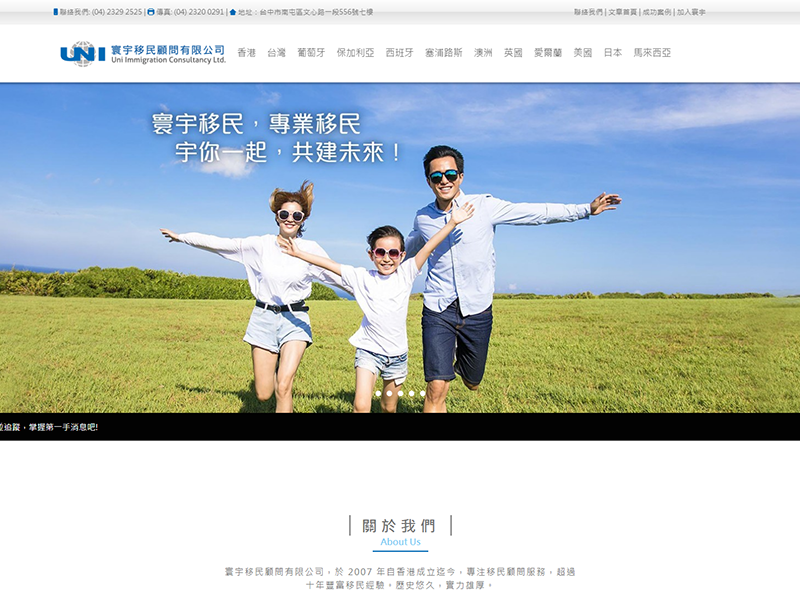 聯絡我們: (04) 2329 2525 | 傳真: (04) 2320 0291 | 地址：台中市南屯區文心路一段556號七樓
聯絡我們 | 文章首頁 | 成功案例 | 加入寰宇
UNI 寰宇移民顧問有限公司
Uni Immigration Consultancy Ltd.
香港 台灣 葡萄牙 保加利亞 西班牙 塞浦路斯 澳洲 英國 愛爾蘭 美國 日本 馬來西亞
寰宇移民，專業移民
宇你一起，共建未來！
追蹤，掌握第一手消息吧!
關於我們
About Us
寰宇移民顧問有限公司，於 2007 年自香港成立迄今，專注移民顧問服務，超過
十年豐富移民經驗。歷史悠久，實力雄厚。